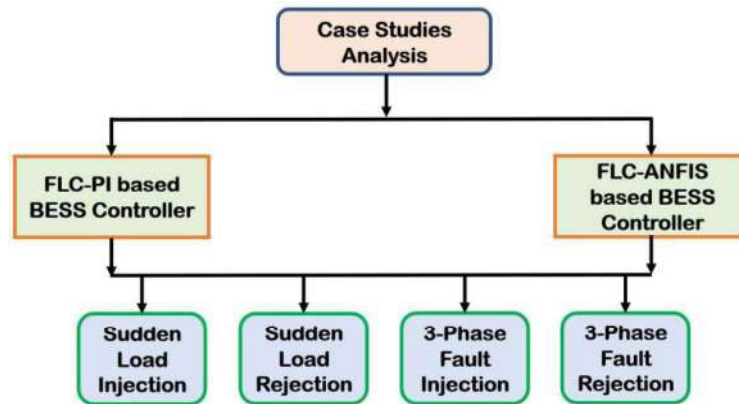 Case Studies
Analysis
FLC-PI based
BESS Controller
FLC-ANFIS
based BESS
Controller
Sudden
Load
Injection
Sudden
Load
Rejection
3-Phase
Fault
Injection
3-Phase
Fault
Rejection